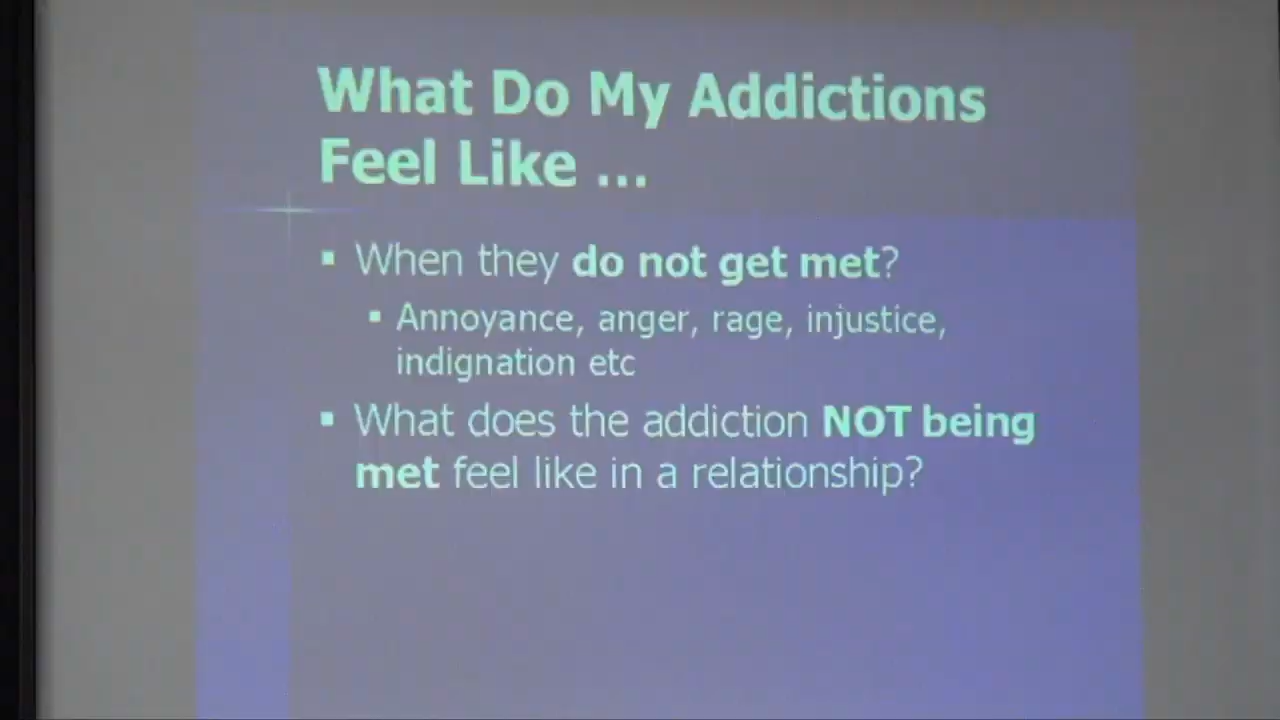 What Do My Addictions
Feel Like ...
▪ When they do not get met?
▪ Annoyance, anger, rage, injustice,
indignation etc
▪ What does the addiction NOT being
met feel like in a relationship?